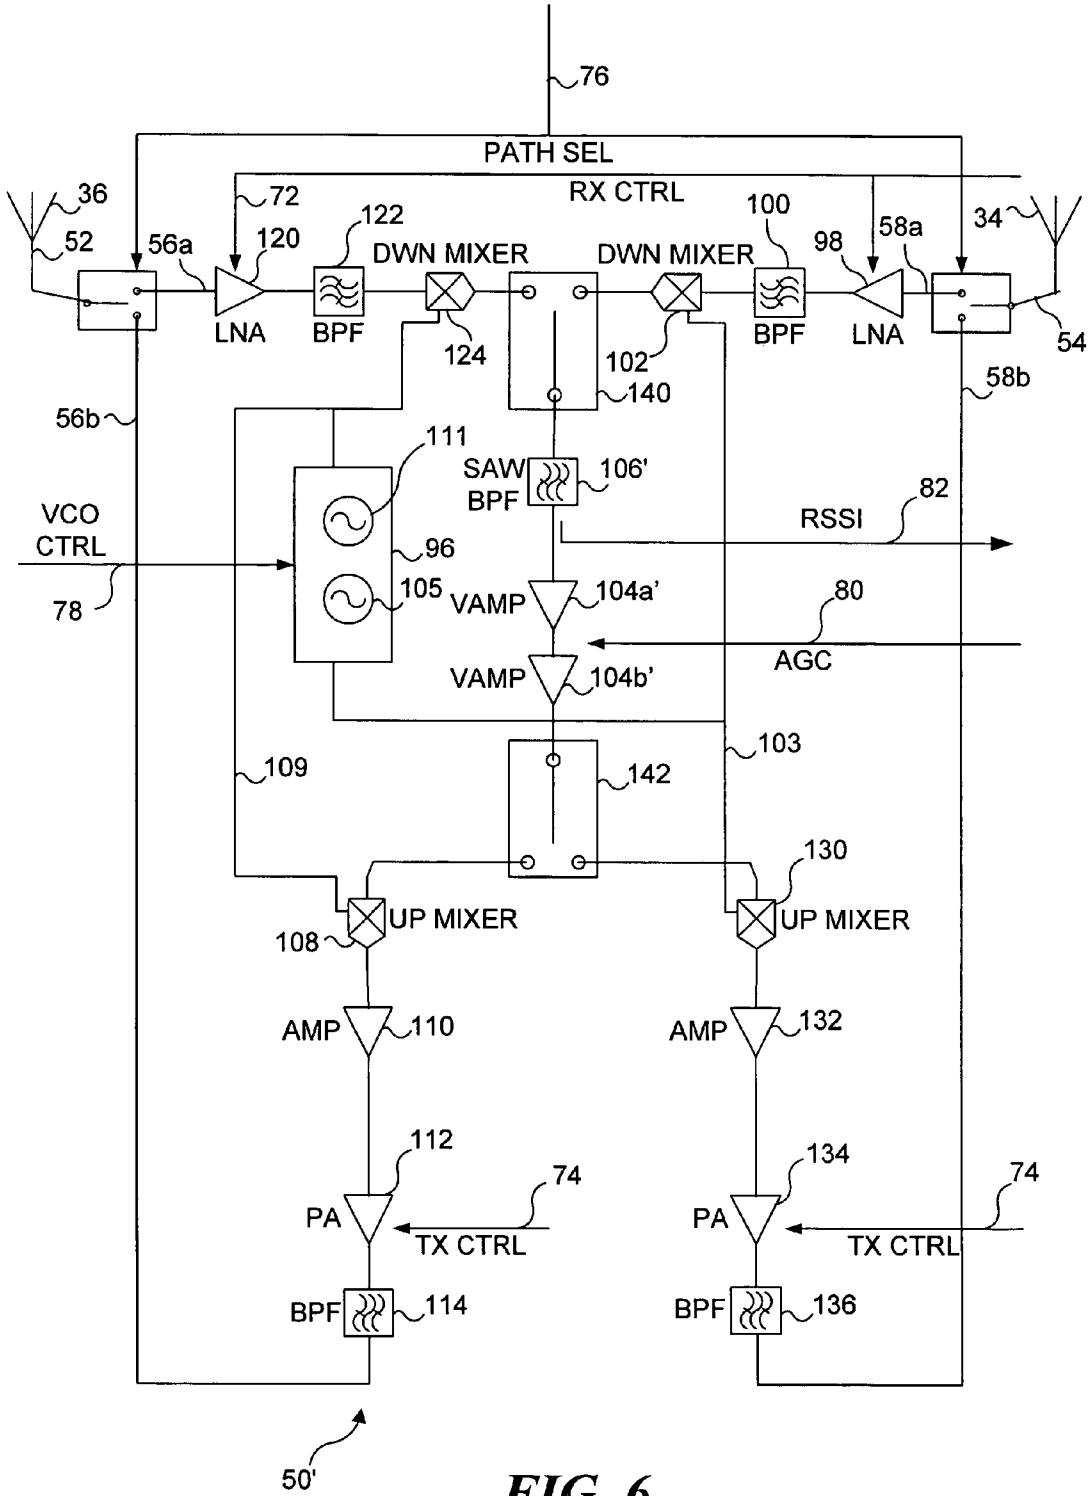 76
PATH SEL
RX CTRL
36
72
122
100
34
52
56a
120
DWN MIXER
DWN MIXER
98
58a
LNA
BPF
124
102
BPF
LNA
54
140
58b
56b
111
SAW
BPF
106'
82
VCO
CTRL
RSSI
96
78
105
VAMP
104a'
80
AGC
VAMP
104b'
103
109
142
130
UP MIXER
UP MIXER
108
AMP
110
AMP
132
112
134
74
74
PA
TX CTRL
PA
TX CTRL
BPF
114
BPF
136
50'
FIG. 6